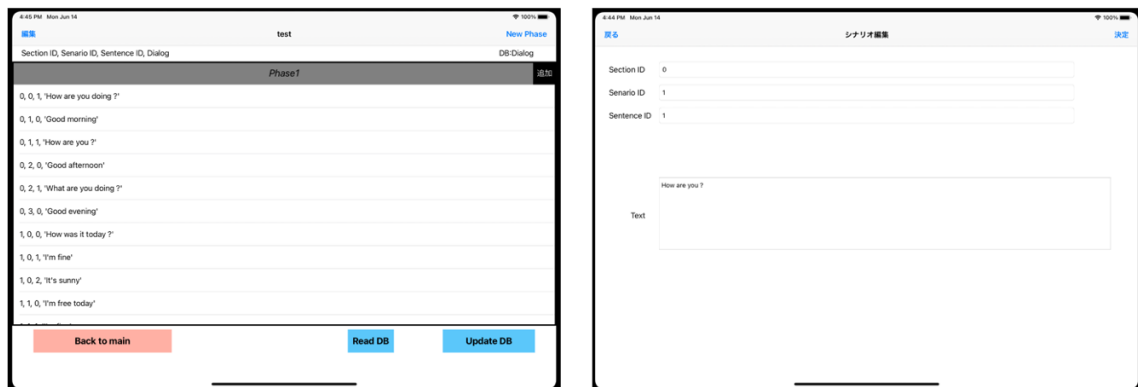 4:45 PM Mon Jun 14
100%
編集
test
New Phase
Section ID, Senario ID, Sentence ID, Dialog
DB:Dialog
Phase1
追加
0, 0, 1, 'How are you doing ?'
0, 1, 0, 'Good morning'
0, 1, 1, 'How are you ?'
0, 2, 0, 'Good afternoon'
0, 2, 1, 'What are you doing ?'
0, 3, 0, 'Good evening'
1, 0, 0, 'How was it today ?'
1, 0, 1, 'I'm fine'
1, 0, 2, 'It's sunny'
1, 1, 0, 'I'm free today'
Back to main
Read DB
Update DB
4:44 PM Mon Jun 14
100%
戻る
シナリオ編集
決定
Section ID
0
Senario ID
1
Sentence ID
1
How are you ?
Text